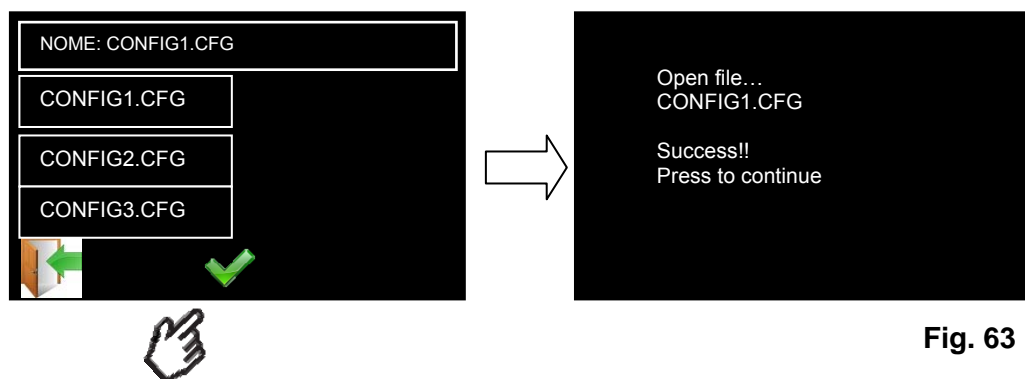 NOME: CONFIG1.CFG
CONFIG1.CFG
CONFIG2.CFG
CONFIG3.CFG
Open file…
CONFIG1.CFG
Success!!
Press to continue
Fig. 63